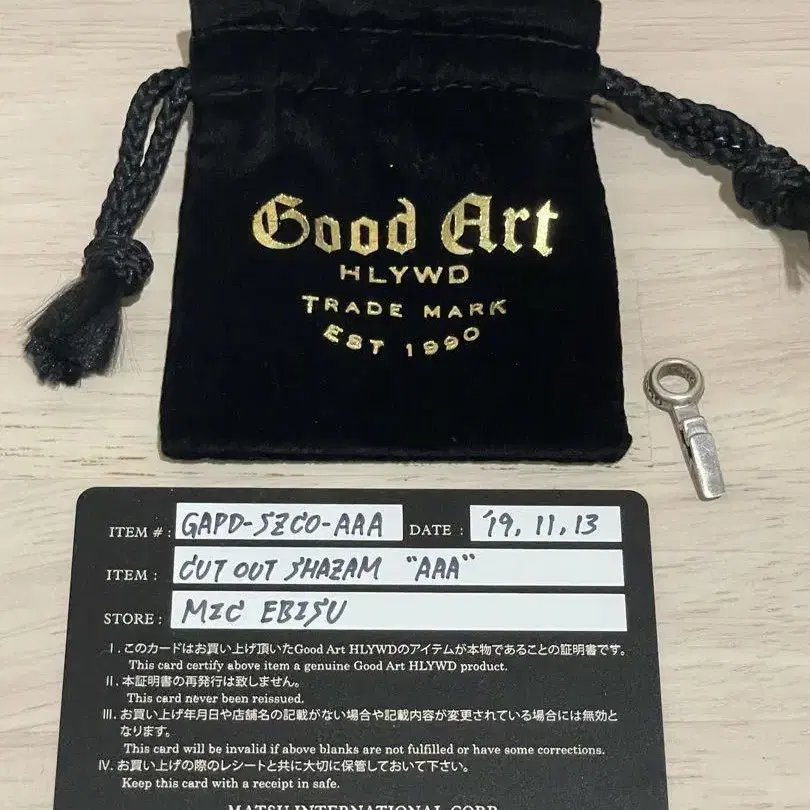 Good Art
HLYWD
TRADE MARK
EST 1990
ITEM # : GAPD-SZCO-AAA DATE : '19, 11, 13
ITEM : CUT OUT SHAZAM "AAA"
STORE : MIC EBISU
I. このカードはお買い上げ頂いたGood Art HLYWDのアイテムが本物であることの証明書です。
This card certify above item a genuine Good Art HLYWD product.
II. 本証明書の再発行は致しません。
This card never been reissued.
III. お買い上げ年月日や店舗名の記載がない場合や記載内容が変更されている場合には無効と
なります。
This card will be invalid if above blanks are not fulfilled or have some corrections.
IV. お買い上げの際のレシートと共に大切に保管しておいて下さい。
Keep this card with a receipt in safe.
MATSU INTERNATIONAL CORP